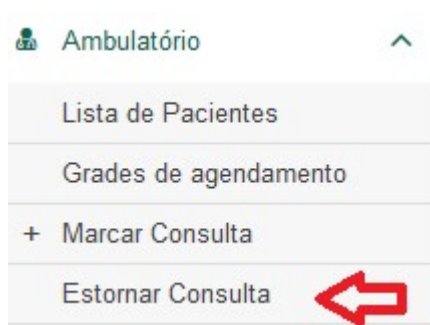 Ambulatório
Lista de Pacientes
Grades de agendamento
+ Marcar Consulta
Estornar Consulta